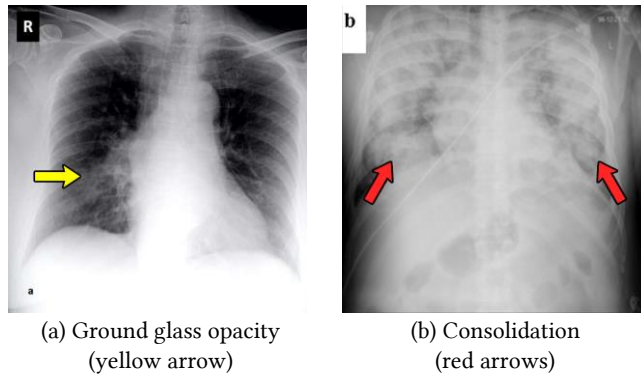 R
a
b
L
(a) Ground glass opacity
(yellow arrow)
(b) Consolidation
(red arrows)